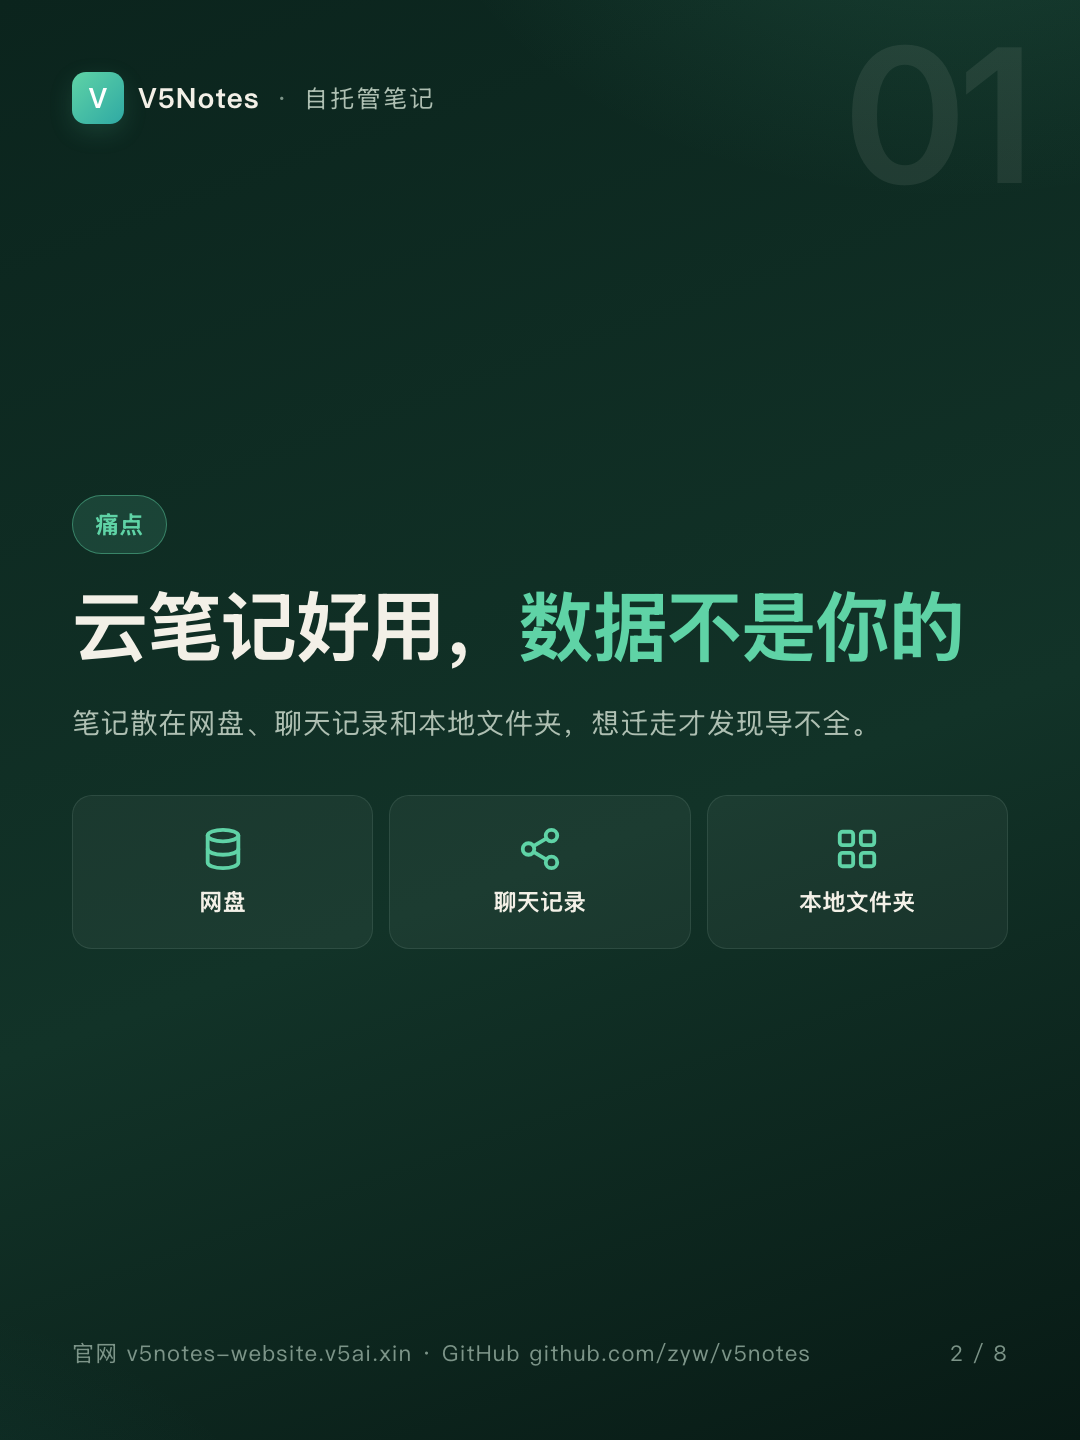 V V5Notes · 自托管笔记
01
痛点
云笔记好用，数据不是你的
笔记散在网盘、聊天记录和本地文件夹，想迁走才发现导不全。
网盘
聊天记录
本地文件夹
官网 v5notes-website.v5ai.xin · GitHub github.com/zyw/v5notes
2 / 8